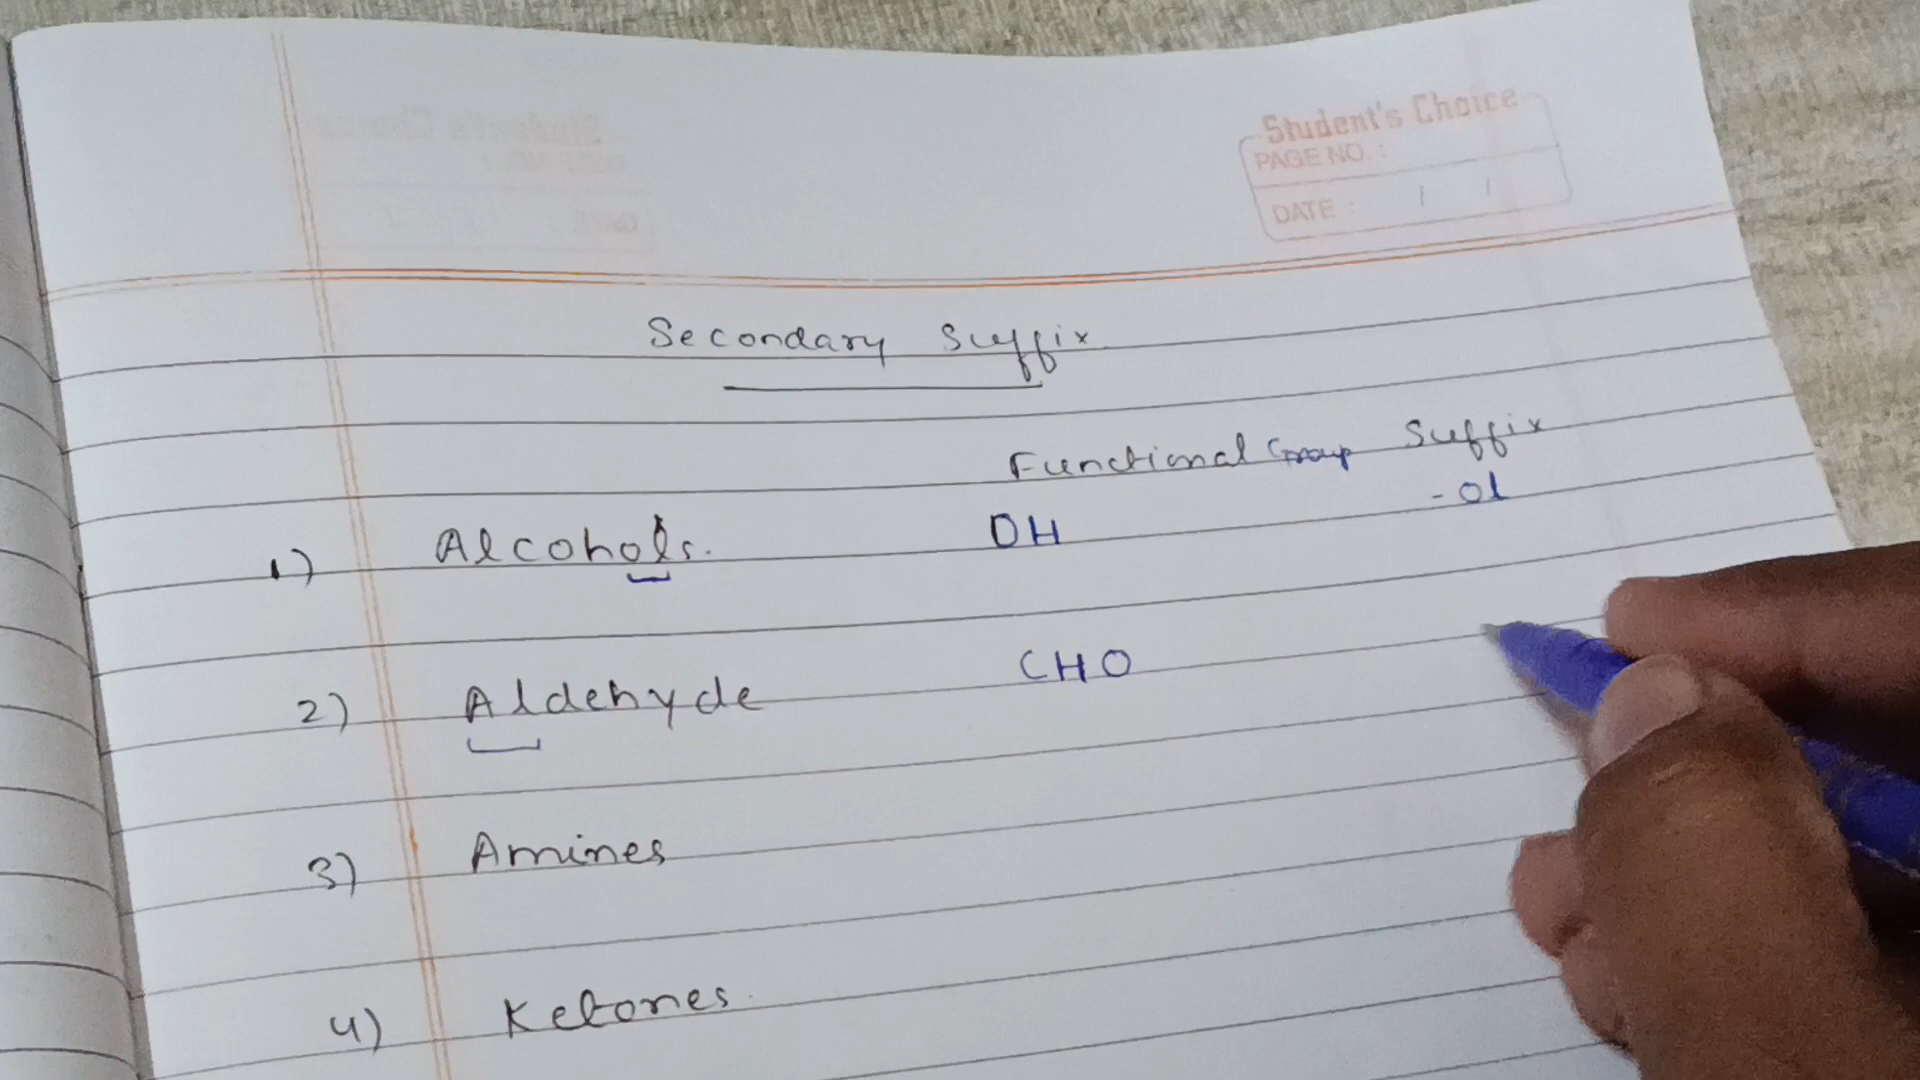 Student's Choice
PAGE NO. :
DATE : / /
Secondary Suffix
Functional Group Suffix
1) Alcohols. OH - Ol
2) Aldehyde CHO
3) Amines
4) Ketones.